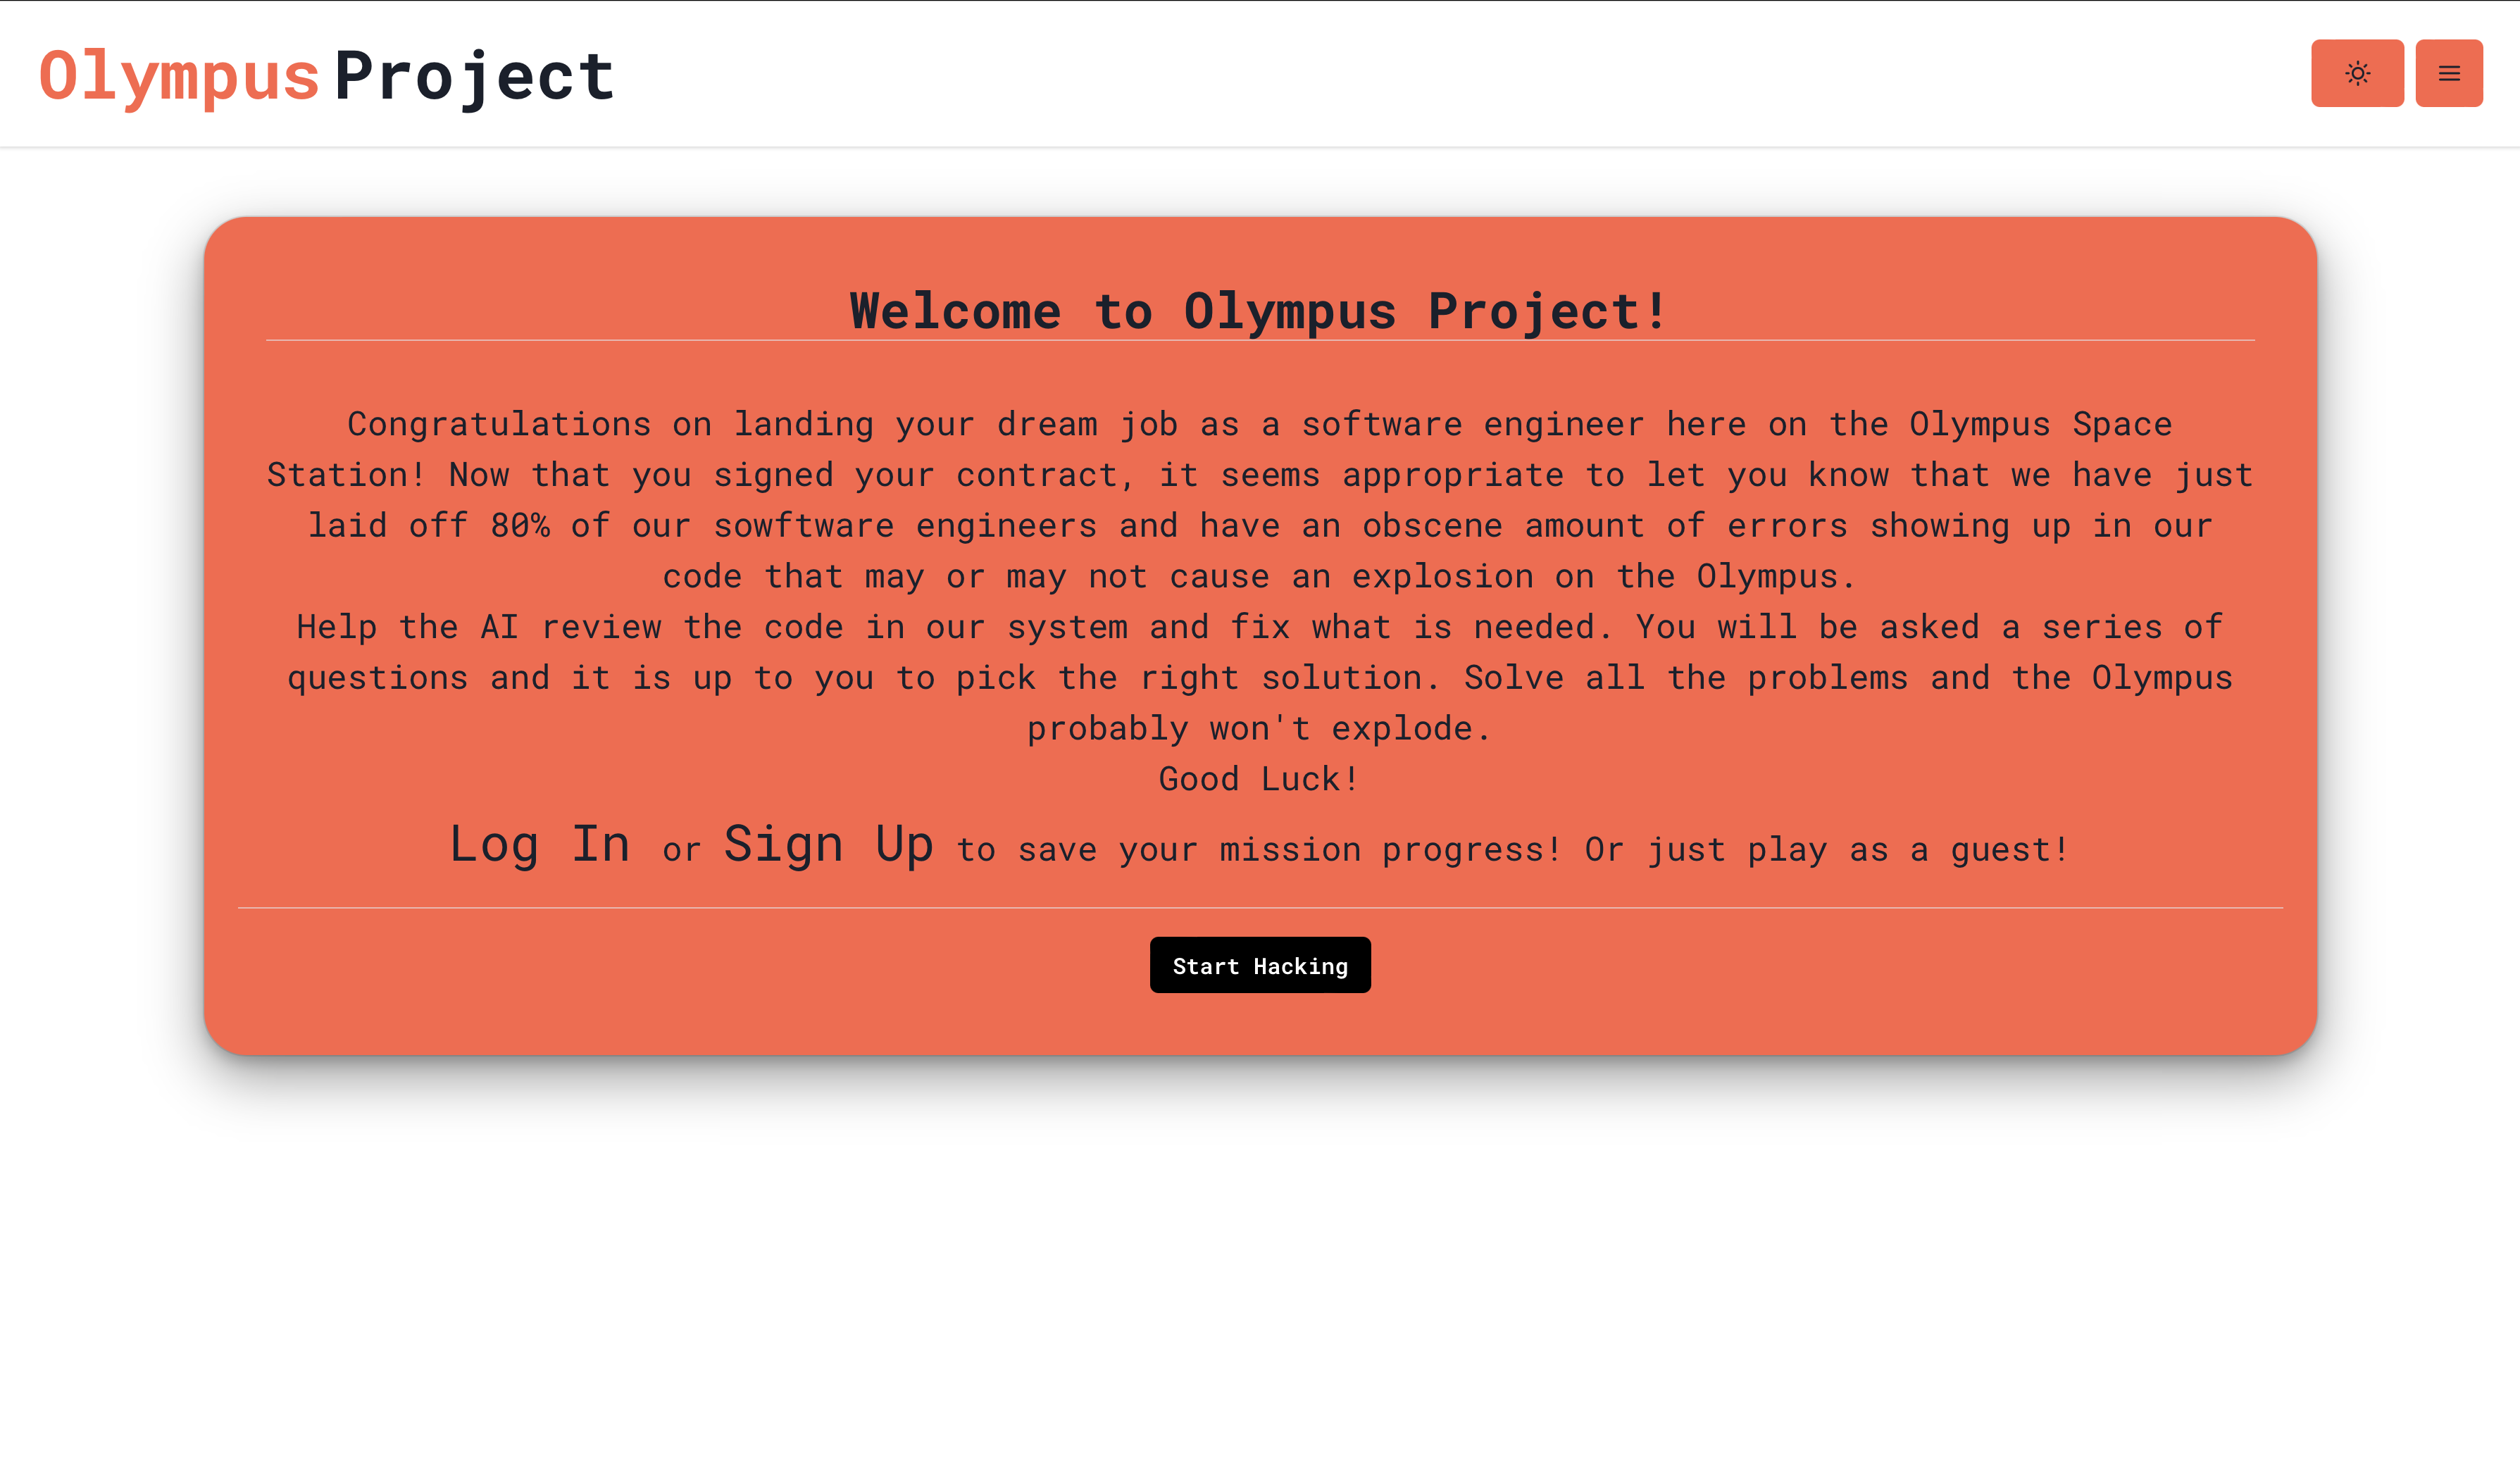 Olympus Project
Welcome to Olympus Project!
Congratulations on landing your dream job as a software engineer here on the Olympus Space
Station! Now that you signed your contract, it seems appropriate to let you know that we have just
laid off 80% of our sowftware engineers and have an obscene amount of errors showing up in our
code that may or may not cause an explosion on the Olympus.
Help the AI review the code in our system and fix what is needed. You will be asked a series of
questions and it is up to you to pick the right solution. Solve all the problems and the Olympus
probably won't explode.
Good Luck!
Log In or Sign Up to save your mission progress! Or just play as a guest!
Start Hacking